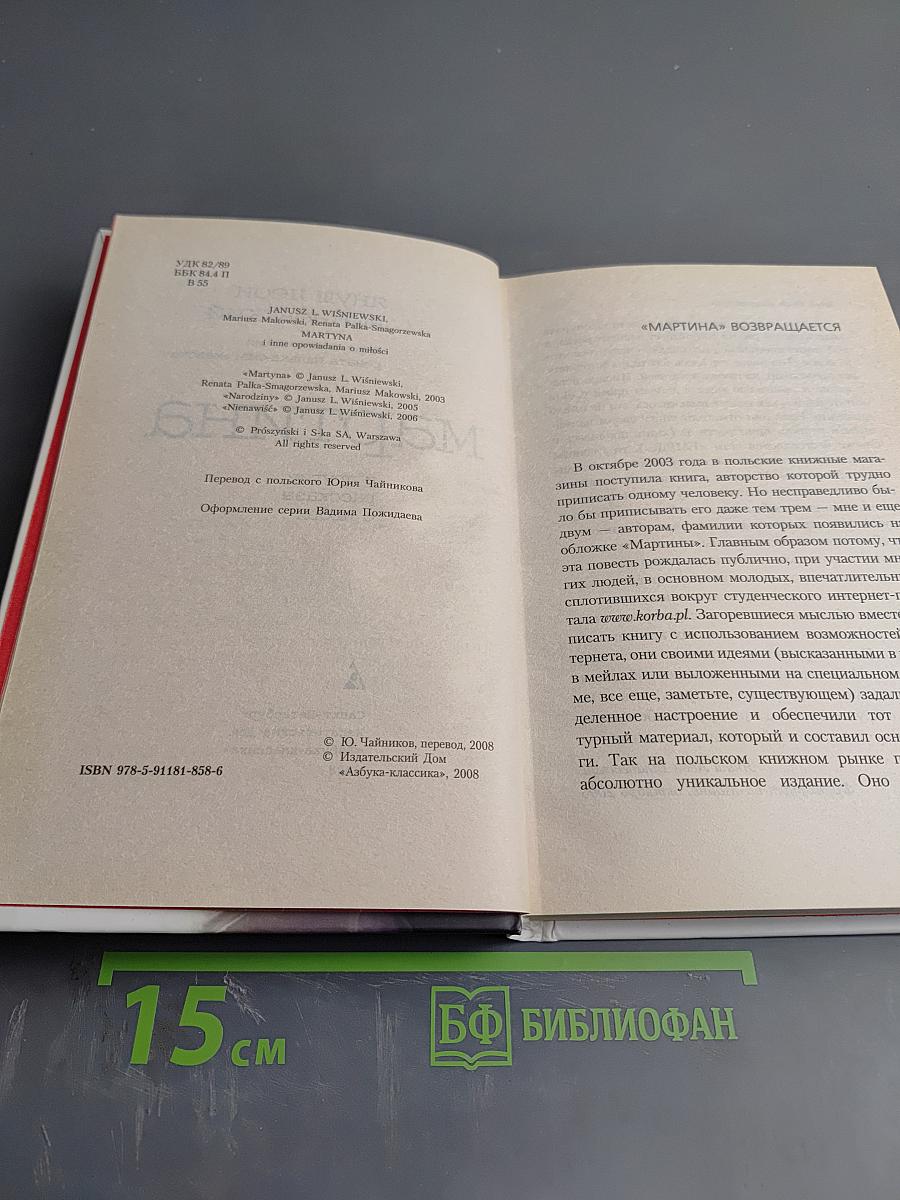 УДК 82/89
ББК 84.4 П
В 55
JANUSZ L. WIŚNIEWSKI,
Mariusz Makowski, Renata Palka-Smagorzewska
MARTYNA
i inne opowiadania o miłości
«Martyna» © Janusz L. Wiśniewski,
Renata Palka-Smagorzewska, Mariusz Makowski, 2003
«Narodziny» © Janusz L. Wiśniewski, 2005
«Nienawiść» © Janusz L. Wiśniewski, 2006
© Prószyński i S-ka SA, Warszawa
All rights reserved
Перевод с польского Юрия Чайникова
Оформление серии Вадима Пожидаева
© Ю. Чайников, перевод, 2008
© Издательский Дом
«Азбука-классика», 2008
ISBN 978-5-91181-858-6
«МАРТИНА» ВОЗВРАЩАЕТСЯ
В октябре 2003 года в польские книжные мага-
зины поступила книга, авторство которой трудно
приписать одному человеку. Но несправедливо бы-
ло бы приписывать его даже тем трем — мне и еще
двум — авторам, фамилии которых появились н
обложке «Мартины». Главным образом потому, чт
эта повесть рождалась публично, при участии мн
гих людей, в основном молодых, впечатлительн
сплотившихся вокруг студенческого интернет-п
тала www.korba.pl. Загоревшиеся мыслью вместе
писать книгу с использованием возможностей
тернета, они своими идеями (высказанными в
в мейлах или выложенными на специальном
ме, все еще, заметьте, существующем) задали
деленное настроение и обеспечили тот
турный материал, который и составил осн
ги. Так на польском книжном рынке п
абсолютно уникальное издание. Оно
15 см
БФ БИБЛИОФАН